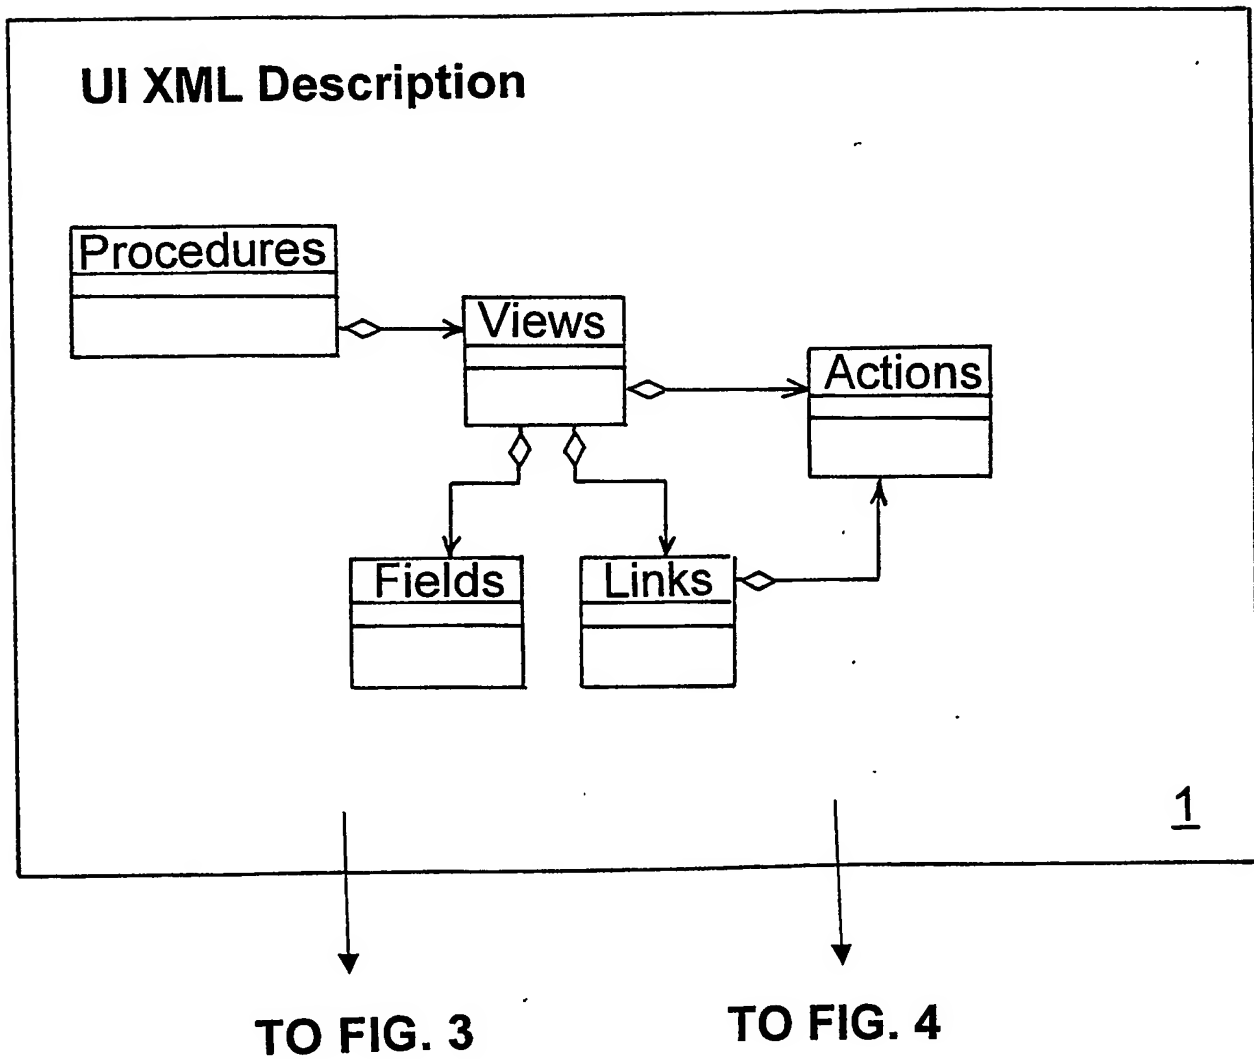 UI XML Description
Procedures
Views
Actions
Fields
Links
1
TO FIG. 3
TO FIG. 4